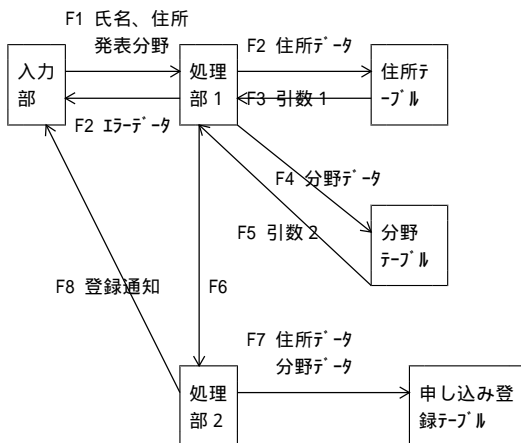 F1 氏名、住所
発表分野
F2 住所ﾃﾞｰﾀ
入力
部
処理
部１
住所ﾃ
ｰﾌﾞﾙ
F3 引数１
F2 ｴﾗｰﾃﾞｰﾀ
F4 分野ﾃﾞｰﾀ
F5 引数２
分野
ﾃｰﾌﾞﾙ
F8 登録通知
F6
F7 住所ﾃﾞｰﾀ
分野ﾃﾞｰﾀ
処理
部２
申し込み登
録ﾃｰﾌﾞﾙ